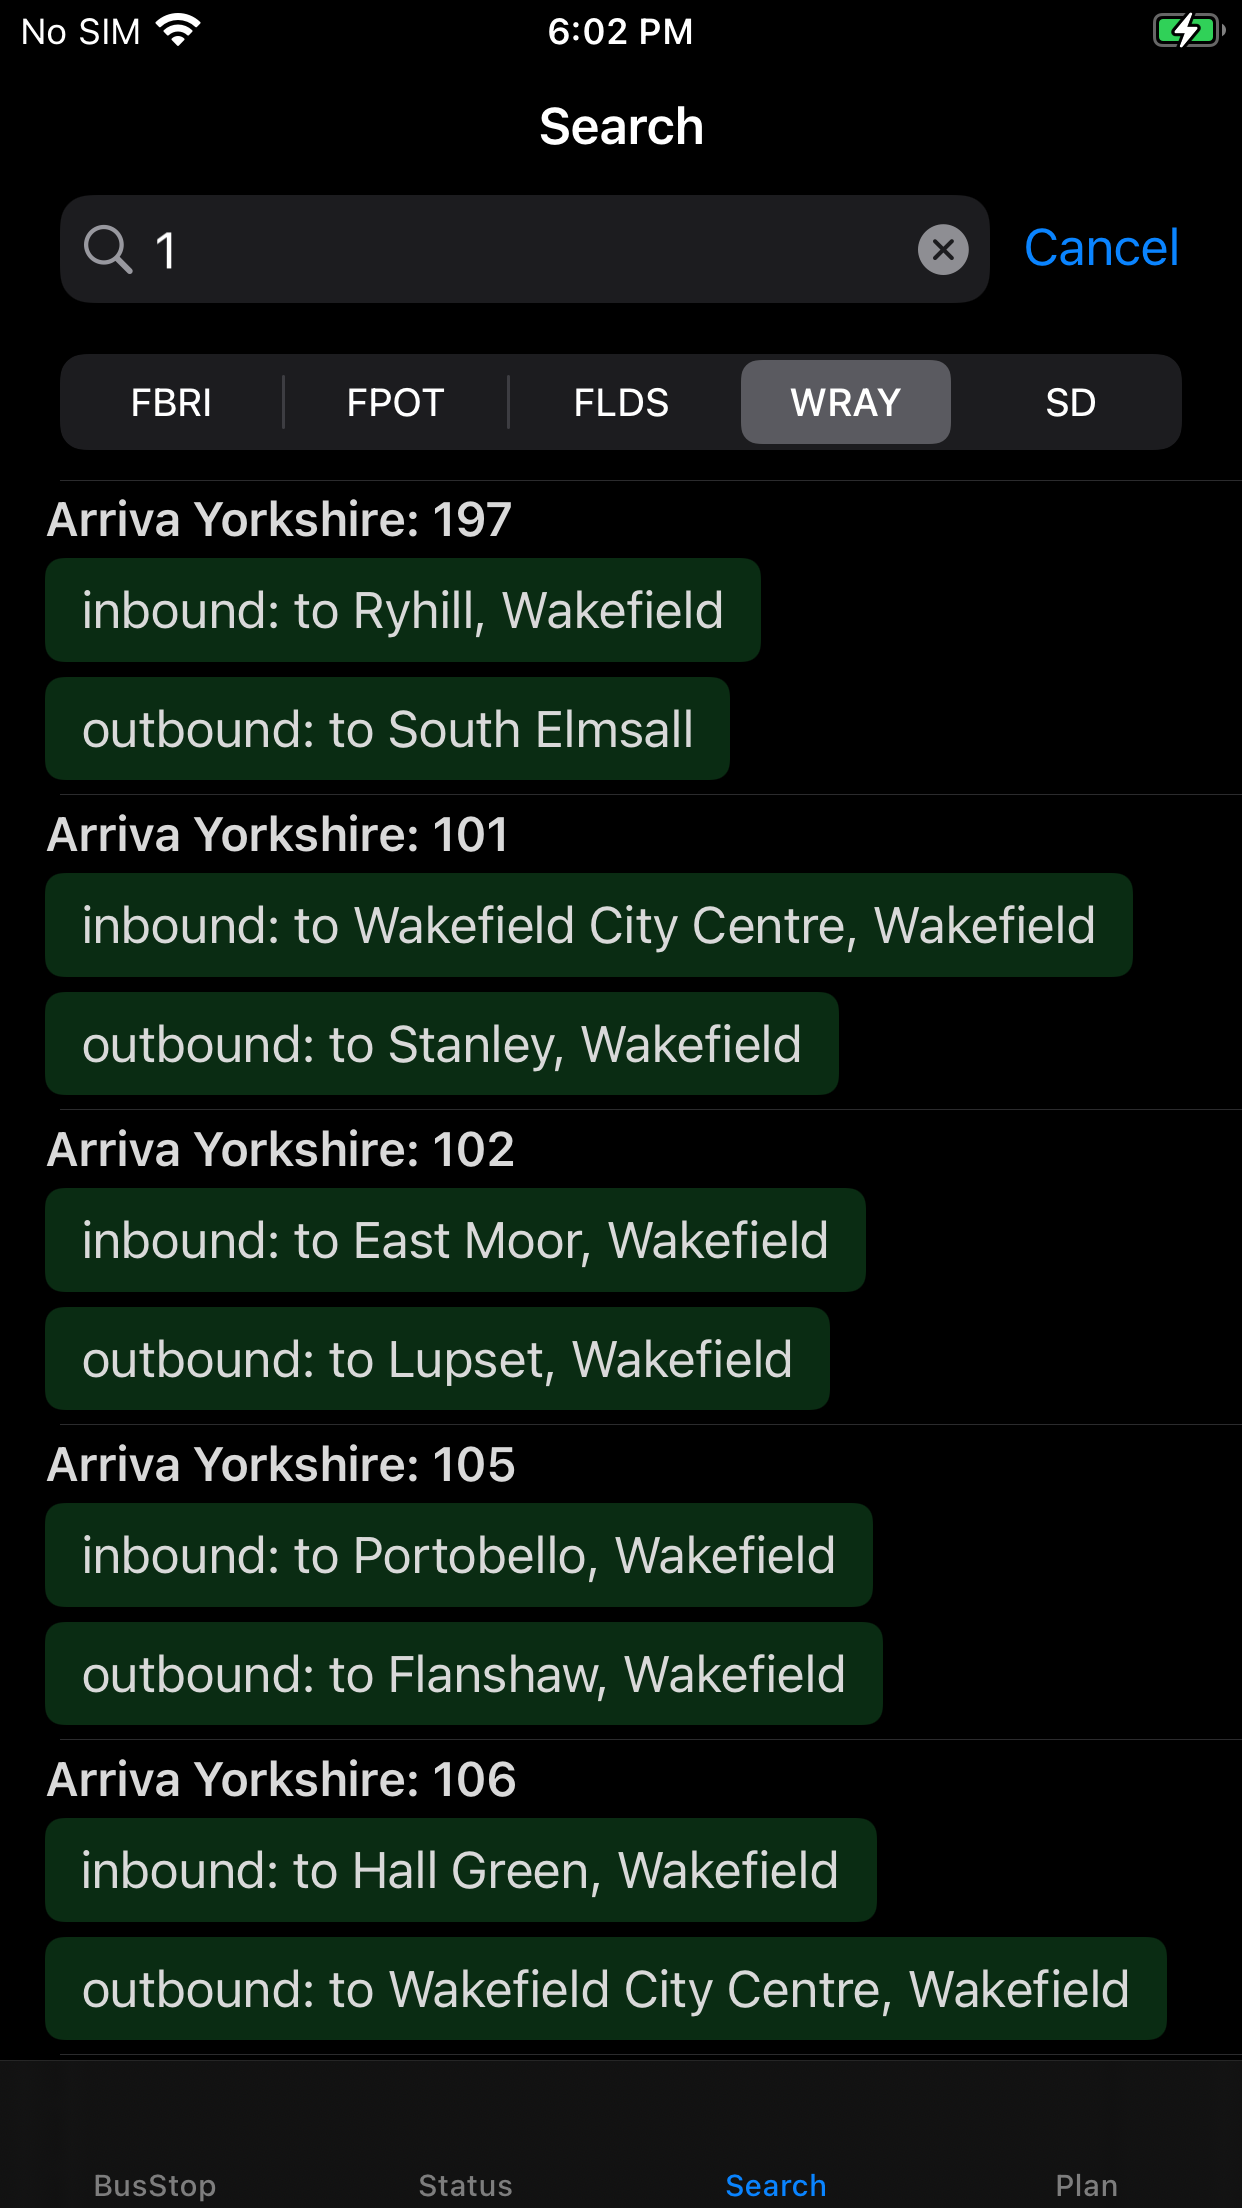 No SIM 6:02 PM
Search
1 Cancel
FBRI FPOT FLDS WRAY SD
Arriva Yorkshire: 197
inbound: to Ryhill, Wakefield
outbound: to South Elmsall
Arriva Yorkshire: 101
inbound: to Wakefield City Centre, Wakefield
outbound: to Stanley, Wakefield
Arriva Yorkshire: 102
inbound: to East Moor, Wakefield
outbound: to Lupset, Wakefield
Arriva Yorkshire: 105
inbound: to Portobello, Wakefield
outbound: to Flanshaw, Wakefield
Arriva Yorkshire: 106
inbound: to Hall Green, Wakefield
outbound: to Wakefield City Centre, Wakefield
BusStop Status Search Plan